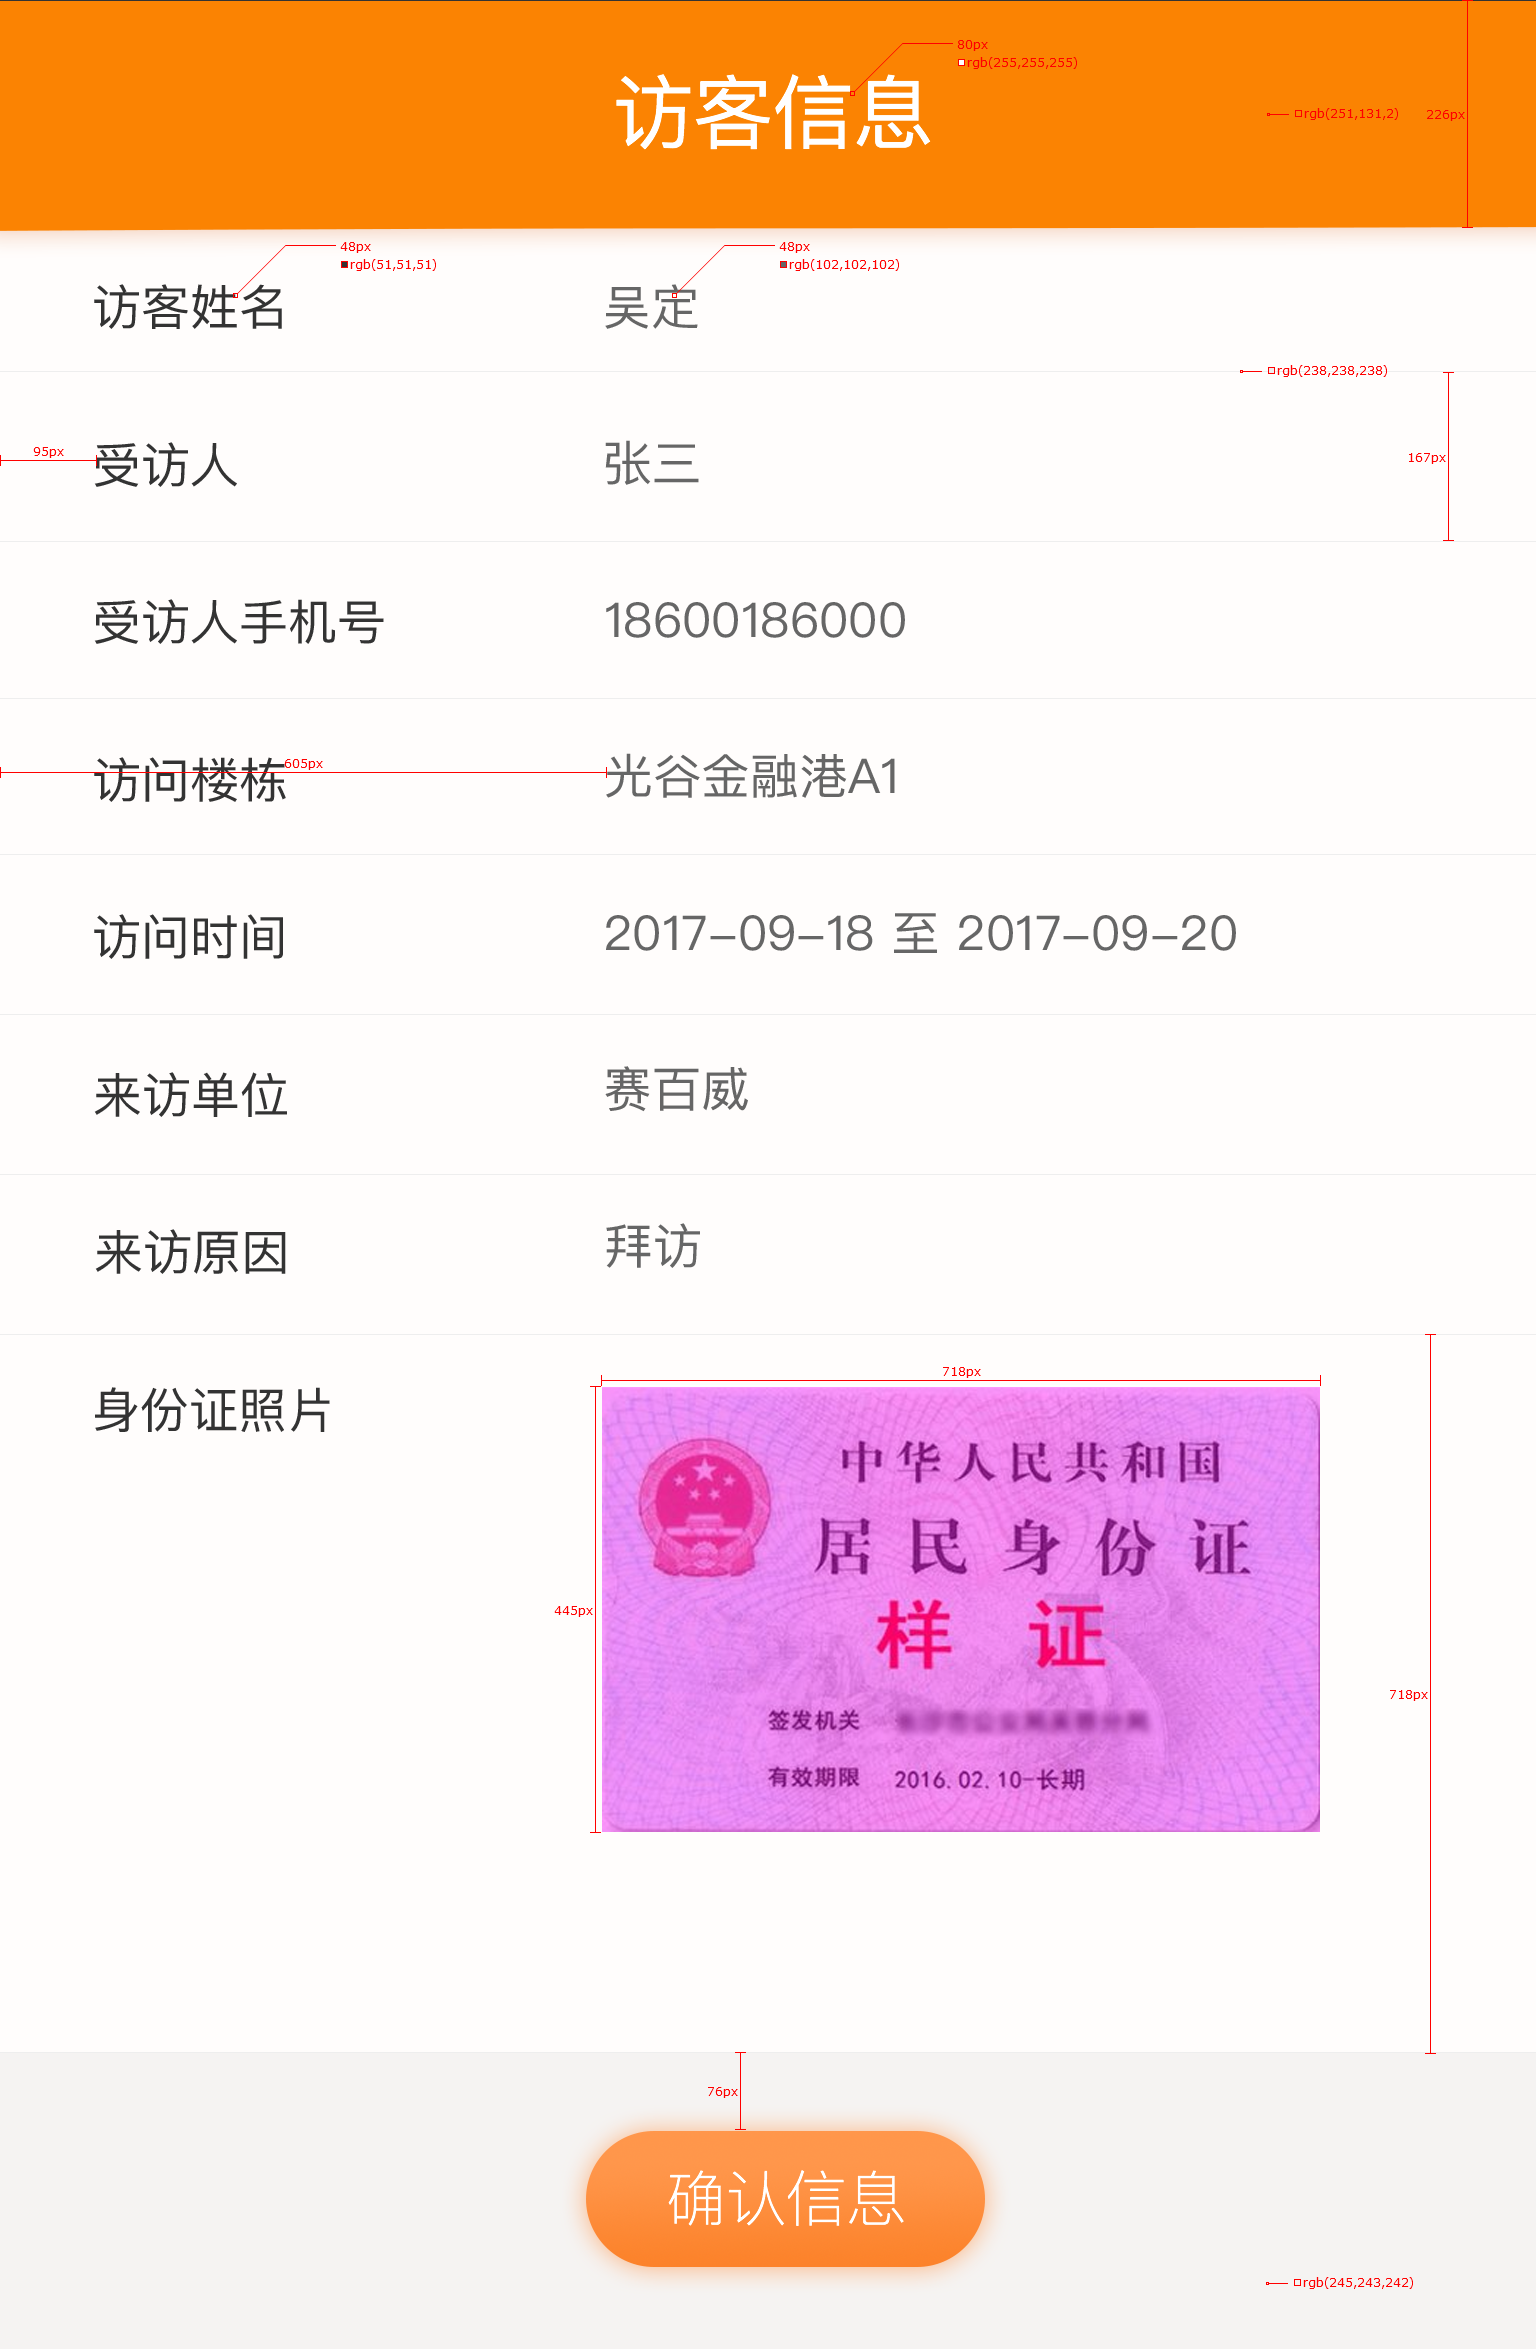 访客信息
80px
rgb(255,255,255)
rgb(251,131,2)
226px
48px
rgb(51,51,51)
48px
rgb(102,102,102)
访客姓名
吴定
rgb(238,238,238)
95px
受访人
张三
167px
受访人手机号
18600186000
605px
访问楼栋
光谷金融港A1
访问时间
2017-09-18 至 2017-09-20
来访单位
赛百威
来访原因
拜访
718px
身份证照片
中华人民共和国
居民身份证
样证
445px
718px
签发机关
有效期限 2016.02.10-长期
76px
确认信息
rgb(245,243,242)